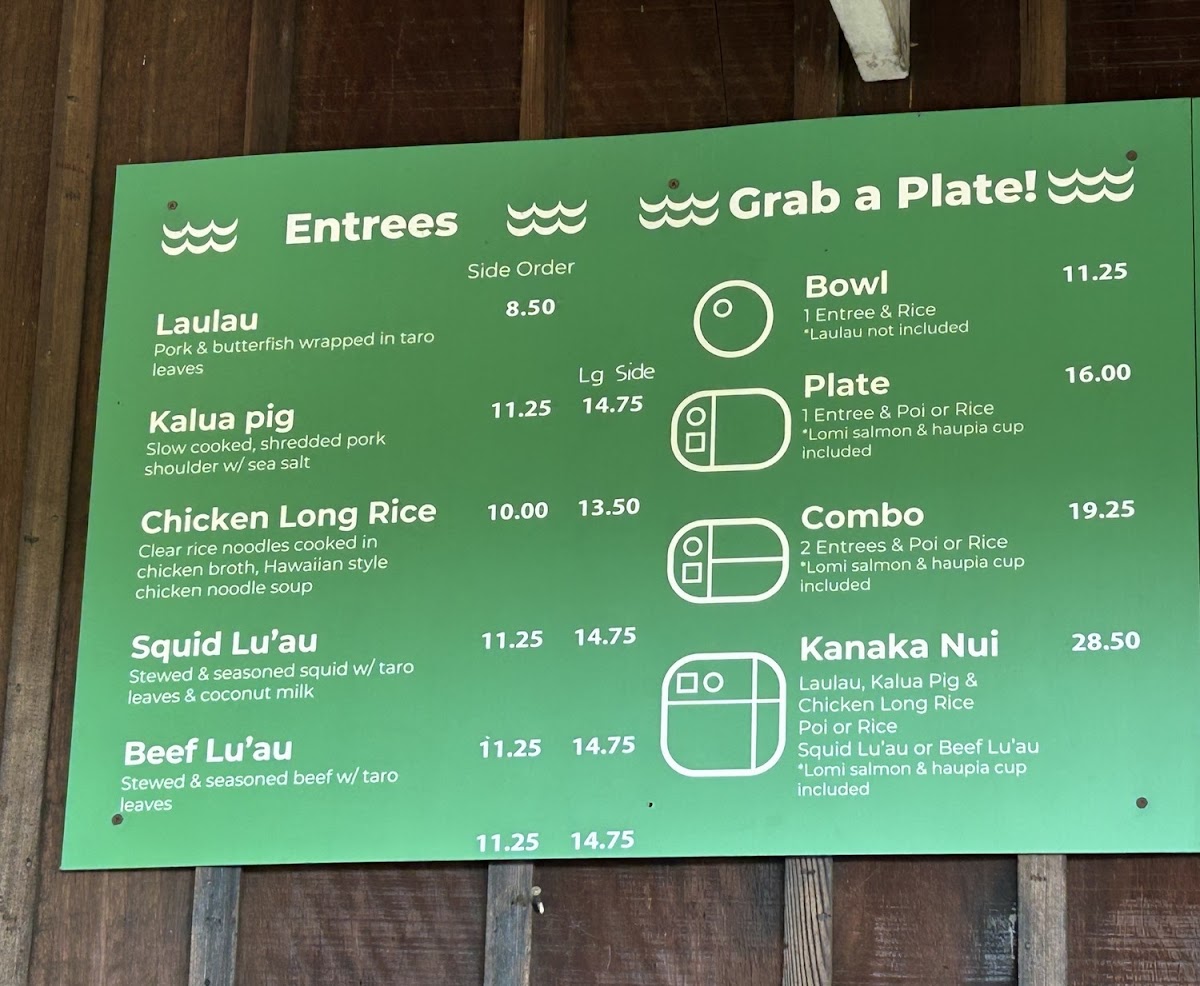 Entrees
Side Order
Laulau 8.50
Pork & butterfish wrapped in taro
leaves
Lg Side
Kalua pig 11.25 14.75
Slow cooked, shredded pork
shoulder w/ sea salt
Chicken Long Rice 10.00 13.50
Clear rice noodles cooked in
chicken broth, Hawaiian style
chicken noodle soup
Squid Lu'au 11.25 14.75
Stewed & seasoned squid w/ taro
leaves & coconut milk
Beef Lu'au 11.25 14.75
Stewed & seasoned beef w/ taro
leaves
11.25 14.75
Grab a Plate!
Bowl 11.25
1 Entree & Rice
*Laulau not included
Plate 16.00
1 Entree & Poi or Rice
*Lomi salmon & haupia cup
included
Combo 19.25
2 Entrees & Poi or Rice
*Lomi salmon & haupia cup
included
Kanaka Nui 28.50
Laulau, Kalua Pig &
Chicken Long Rice
Poi or Rice
Squid Lu'au or Beef Lu'au
*Lomi salmon & haupia cup
included